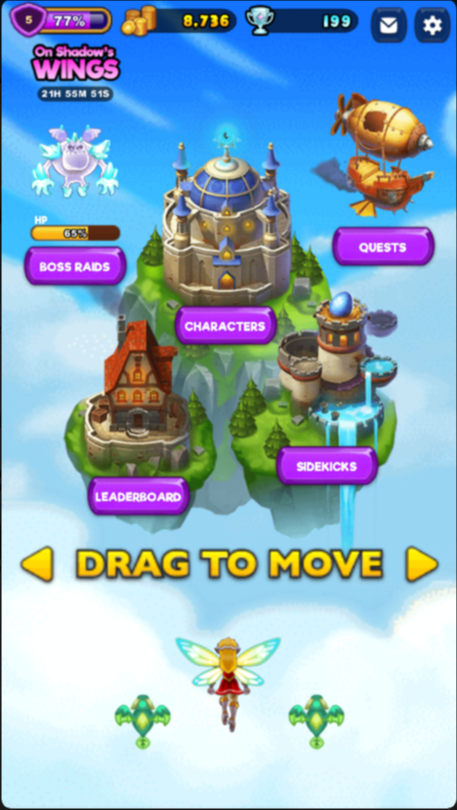 5
77%
8,736
199
On Shadow's
WINGS
21H 55M 51S
HP
65%
BOSS RAIDS
QUESTS
CHARACTERS
SIDEKICKS
LEADERBOARD
DRAG TO MOVE